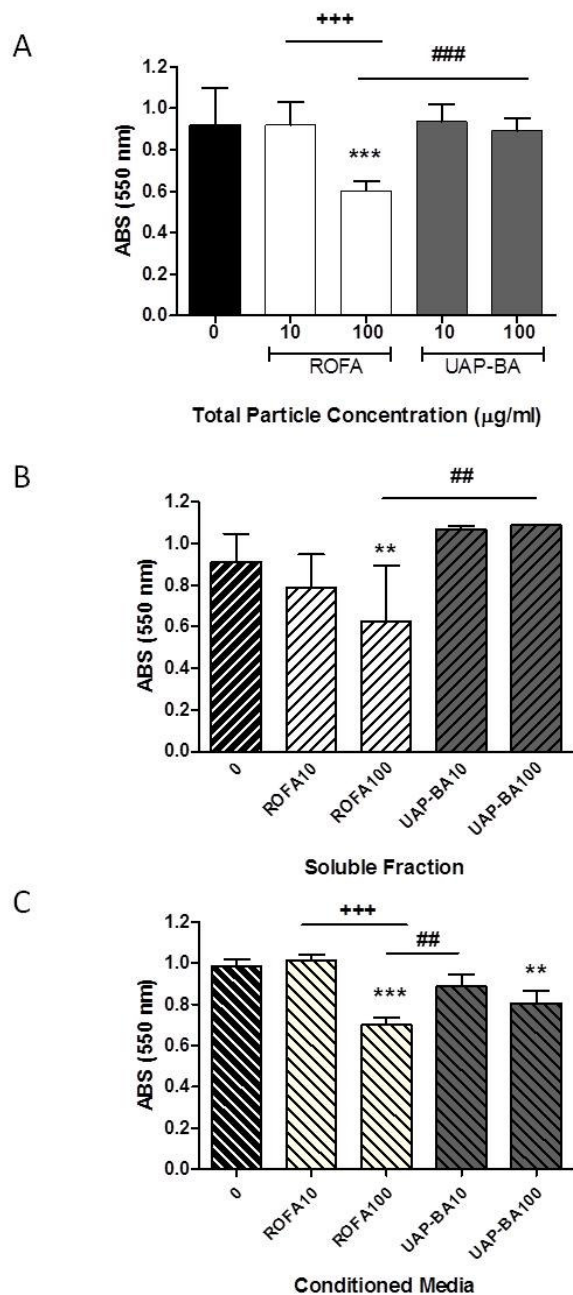 A
+++
###
1.2
1.0
0.8
0.6
0.4
0.2
0.0
ABS (550 nm)
***
0 10 100 10 100
ROFA UAP-BA
Total Particle Concentration (μg/ml)
B
##
1.2
1.0
0.8
0.6
0.4
0.2
0.0
ABS (550 nm)
**
0 ROFA10 ROFA100 UAP-BA10 UAP-BA100
Soluble Fraction
C
+++
##
1.2
1.0
0.8
0.6
0.4
0.2
0.0
ABS (550 nm)
*** **
0 ROFA10 ROFA100 UAP-BA10 UAP-BA100
Conditioned Media